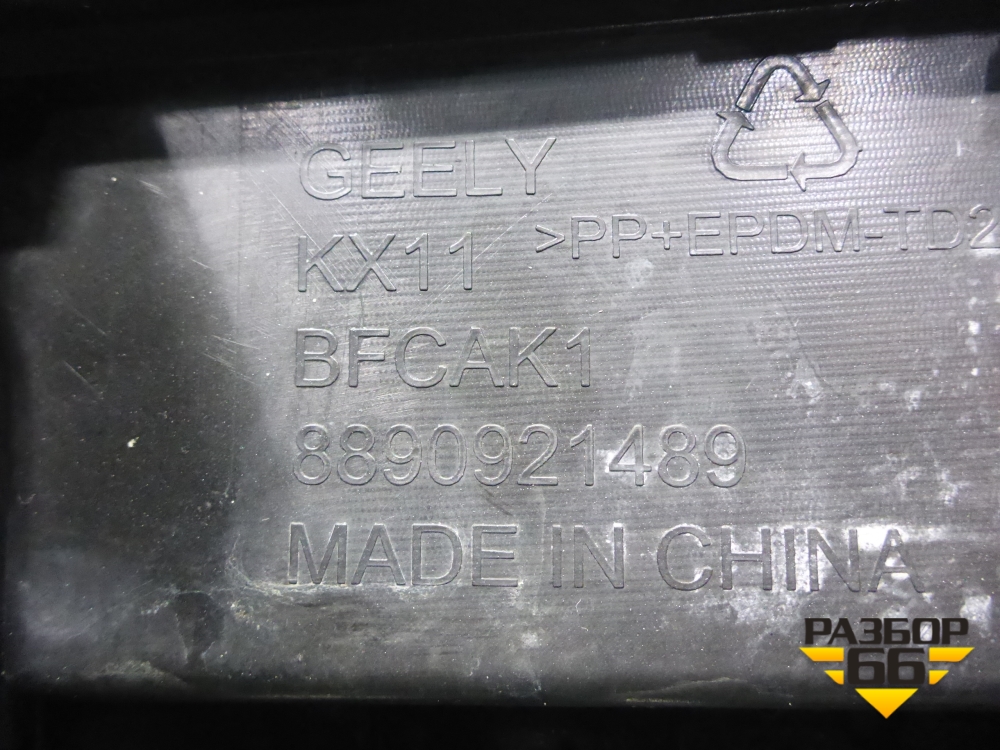 GEELY
KX11 >PP+EPDM-TD2
BFCAK1
8890921489
MADE IN CHINA
РАЗБОР
66